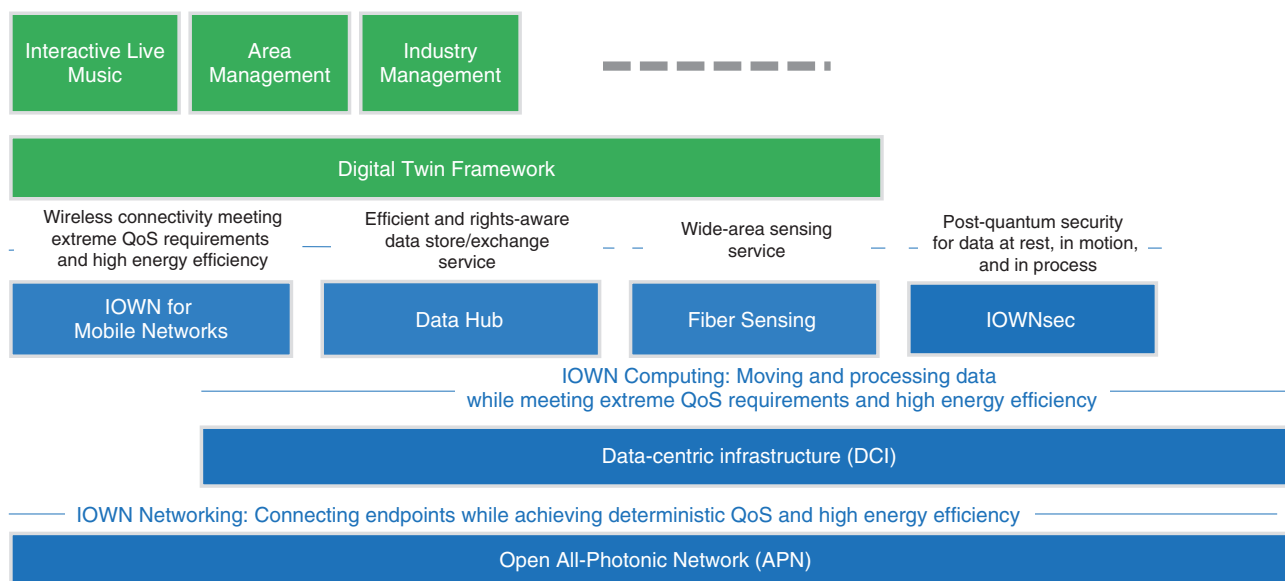 Interactive Live
Music
Area
Management
Industry
Management
Digital Twin Framework
Wireless connectivity meeting
extreme QoS requirements
and high energy efficiency
Efficient and rights-aware
data store/exchange
service
Wide-area sensing
service
Post-quantum security
for data at rest, in motion,
and in process
IOWN for
Mobile Networks
Data Hub
Fiber Sensing
IOWNsec
IOWN Computing: Moving and processing data
while meeting extreme QoS requirements and high energy efficiency
Data-centric infrastructure (DCI)
IOWN Networking: Connecting endpoints while achieving deterministic QoS and high energy efficiency
Open All-Photonic Network (APN)